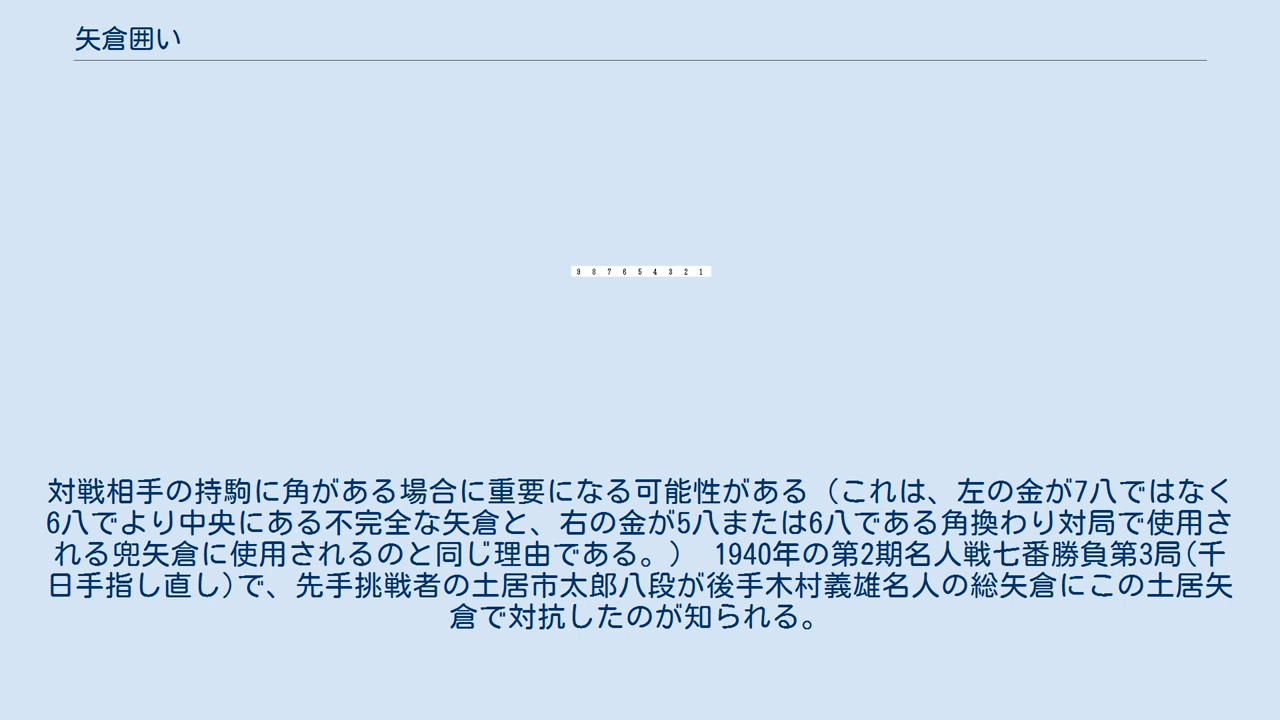 矢倉囲い
9 8 7 6 5 4 3 2 1
対戦相手の持駒に角がある場合に重要になる可能性がある（これは、左の金が7八ではなく
6八でより中央にある不完全な矢倉と、右の金が5八または6八である角換わり対局で使用さ
れる兜矢倉に使用されるのと同じ理由である。） 1940年の第2期名人戦七番勝負第3局(千
日手指し直し)で、先手挑戦者の土居市太郎八段が後手木村義雄名人の総矢倉にこの土居矢
倉で対抗したのが知られる。